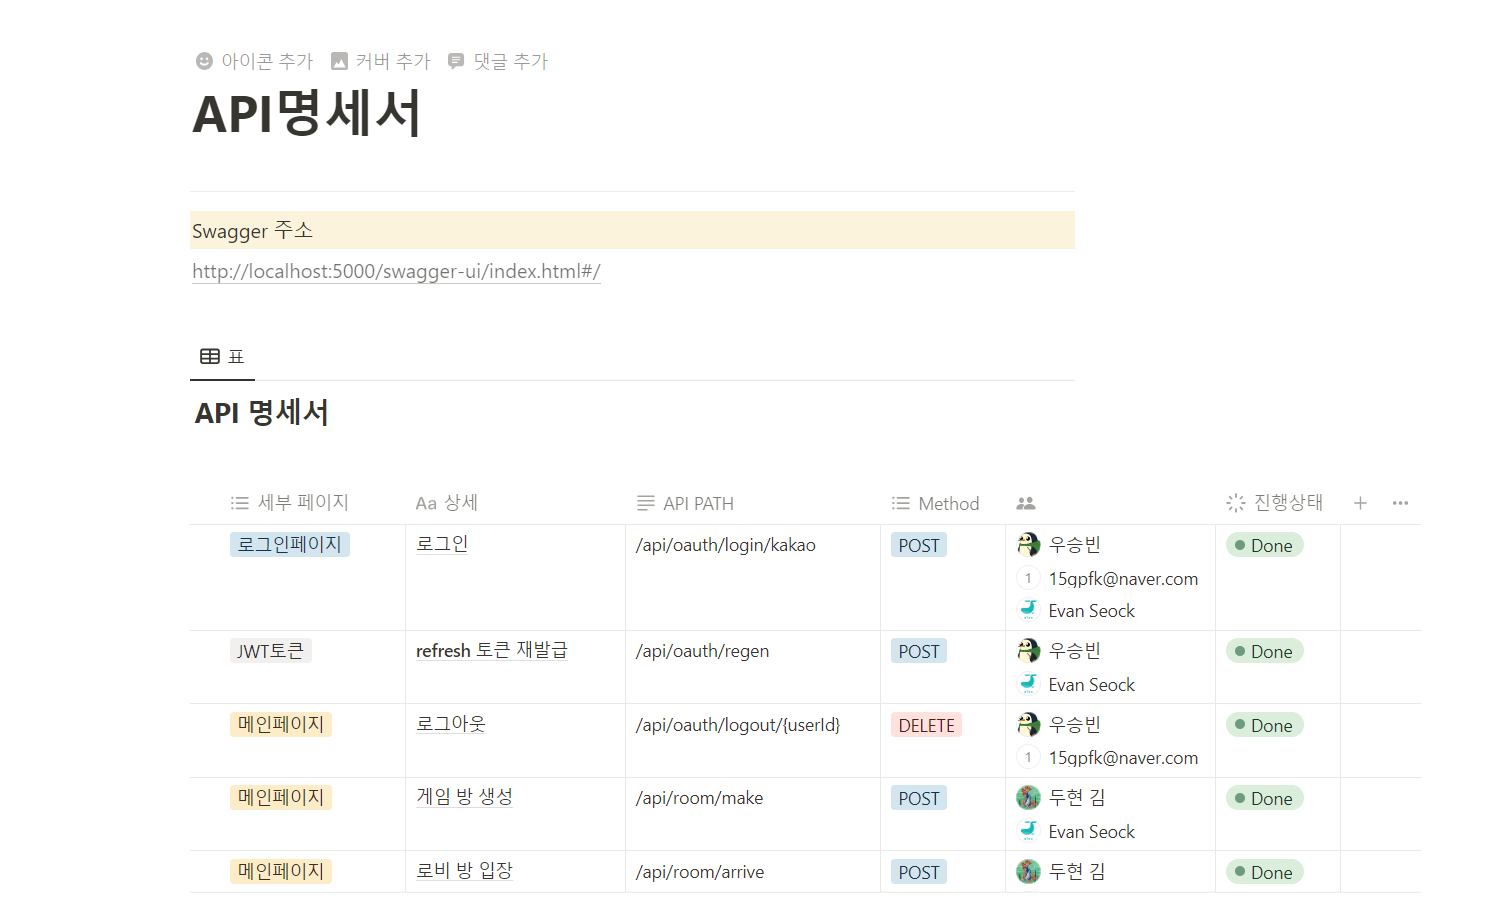 아이콘 추가 커버 추가 댓글 추가
API명세서
Swagger 주소
http://localhost:5000/swagger-ui/index.html#/
표
API 명세서
세부 페이지 Aa 상세 API PATH Method 진행상태
로그인페이지 로그인 /api/oauth/login/kakao POST 우승빈 Done
1 15gpfk@naver.com
Evan Seock
JWT토큰 refresh 토큰 재발급 /api/oauth/regen POST 우승빈 Done
Evan Seock
메인페이지 로그아웃 /api/oauth/logout/{userId} DELETE 우승빈 Done
1 15gpfk@naver.com
메인페이지 게임 방 생성 /api/room/make POST 두현 김 Done
Evan Seock
메인페이지 로비 방 입장 /api/room/arrive POST 두현 김 Done